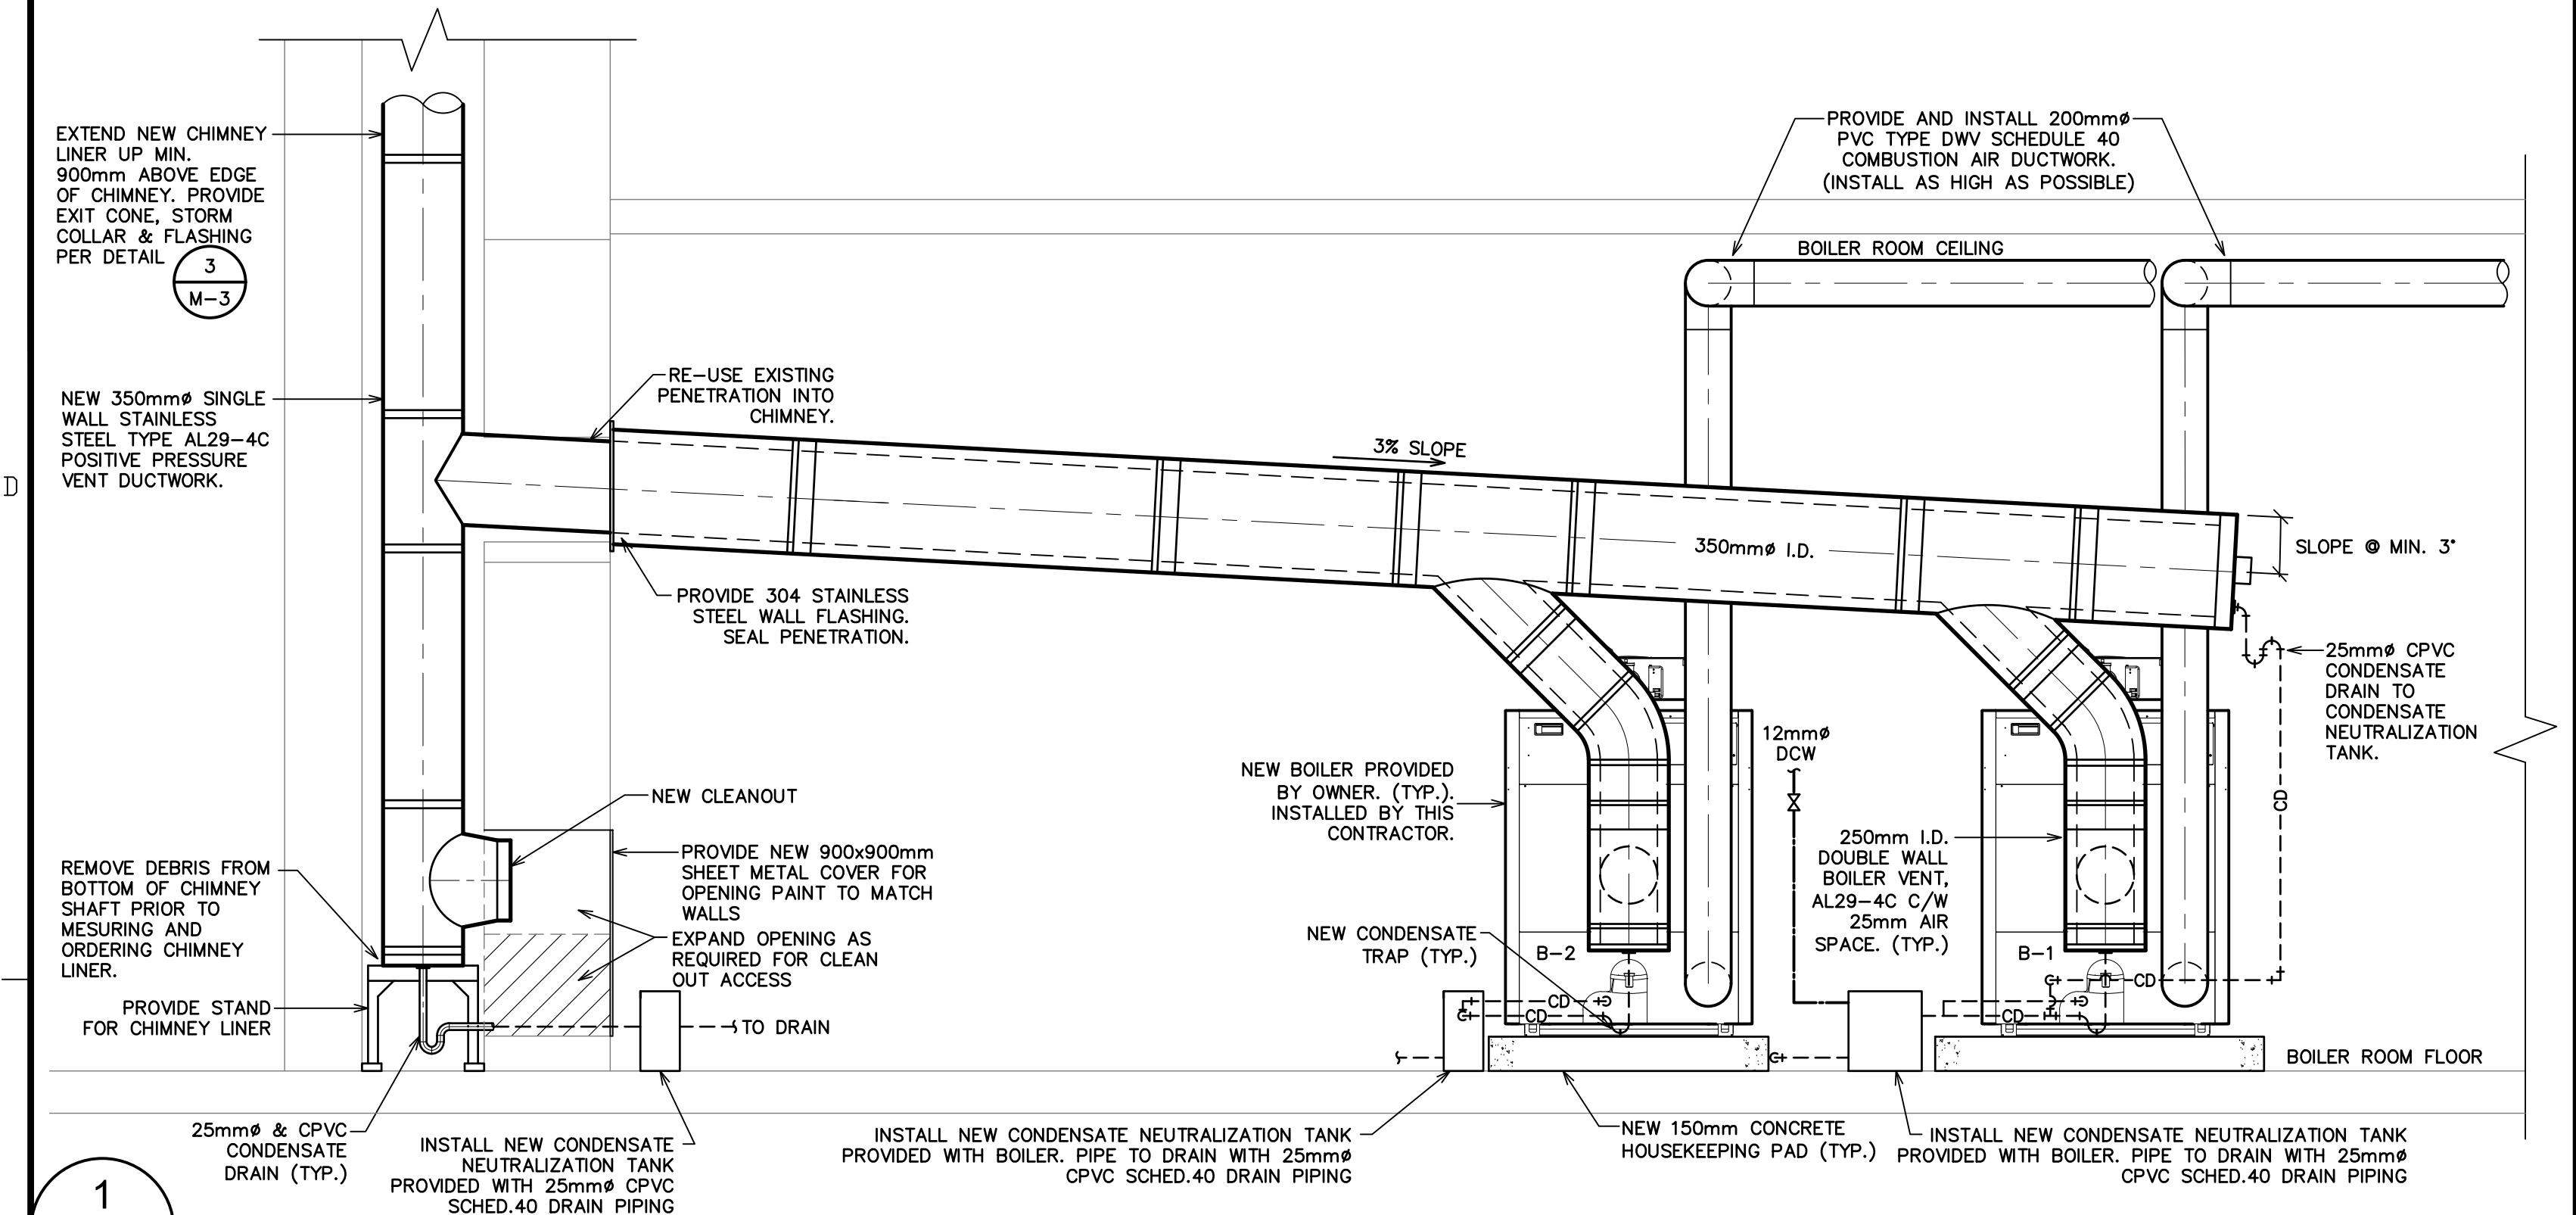 EXTEND NEW CHIMNEY
LINER UP MIN.
900mm ABOVE EDGE
OF CHIMNEY. PROVIDE
EXIT CONE, STORM
COLLAR & FLASHING
PER DETAIL
3
M-3
NEW 350mmø SINGLE
WALL STAINLESS
STEEL TYPE AL29-4C
POSITIVE PRESSURE
VENT DUCTWORK.
D
RE-USE EXISTING
PENETRATION INTO
CHIMNEY.
PROVIDE 304 STAINLESS
STEEL WALL FLASHING.
SEAL PENETRATION.
3% SLOPE
PROVIDE AND INSTALL 200mmø
PVC TYPE DWV SCHEDULE 40
COMBUSTION AIR DUCTWORK.
(INSTALL AS HIGH AS POSSIBLE)
BOILER ROOM CEILING
350mmø I.D.
SLOPE @ MIN. 3°
25mmø CPVC
CONDENSATE
DRAIN TO
CONDENSATE
NEUTRALIZATION
TANK.
CD
12mmø
DCW
NEW BOILER PROVIDED
BY OWNER. (TYP.).
INSTALLED BY THIS
CONTRACTOR.
250mm I.D.
DOUBLE WALL
BOILER VENT,
AL29-4C C/W
25mm AIR
SPACE. (TYP.)
NEW CONDENSATE
TRAP (TYP.)
B-2
B-1
CD
CD
CD
CD
NEW CLEANOUT
PROVIDE NEW 900x900mm
SHEET METAL COVER FOR
OPENING PAINT TO MATCH
WALLS
EXPAND OPENING AS
REQUIRED FOR CLEAN
OUT ACCESS
REMOVE DEBRIS FROM
BOTTOM OF CHIMNEY
SHAFT PRIOR TO
MESURING AND
ORDERING CHIMNEY
LINER.
PROVIDE STAND
FOR CHIMNEY LINER
TO DRAIN
BOILER ROOM FLOOR
25mmø & CPVC
CONDENSATE
DRAIN (TYP.)
INSTALL NEW CONDENSATE
NEUTRALIZATION TANK
PROVIDED WITH 25mmø CPVC
SCHED.40 DRAIN PIPING
INSTALL NEW CONDENSATE NEUTRALIZATION TANK
PROVIDED WITH BOILER. PIPE TO DRAIN WITH 25mmø
CPVC SCHED.40 DRAIN PIPING
NEW 150mm CONCRETE
HOUSEKEEPING PAD (TYP.)
INSTALL NEW CONDENSATE NEUTRALIZATION TANK
PROVIDED WITH BOILER. PIPE TO DRAIN WITH 25mmø
CPVC SCHED.40 DRAIN PIPING
1